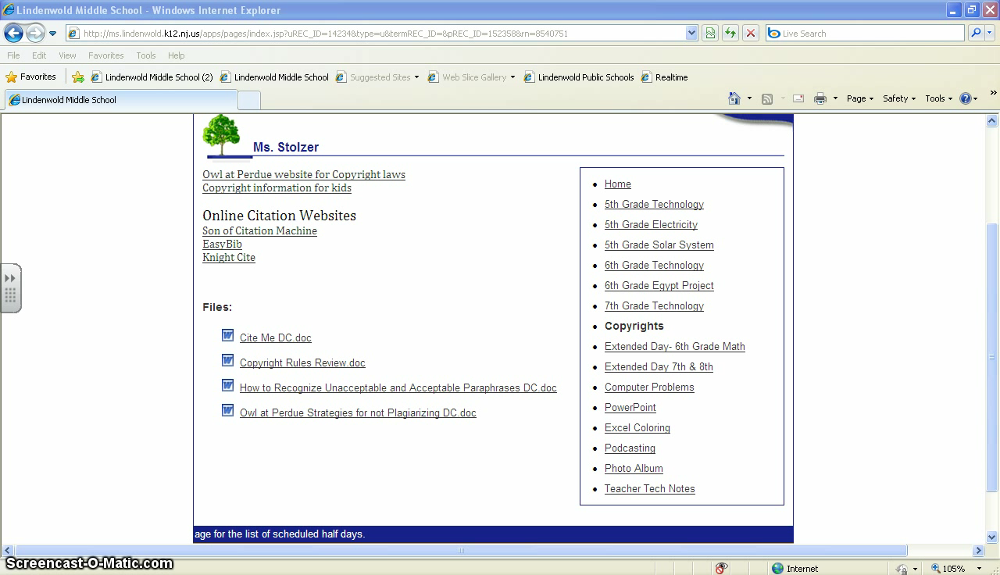 Lindenwold Middle School - Windows Internet Explorer
http://ms.lindenwold.k12.nj.us/apps/pages/index.jsp?uREC_ID=14234&type=u&termREC_ID=&pREC_ID=152358&rn=8540751
Live Search
File Edit View Favorites Tools Help
Favorites Lindenwold Middle School (2) Lindenwold Middle School Suggested Sites Web Slice Gallery Lindenwold Public Schools Realtime
Lindenwold Middle School
Page Safety Tools
Ms. Stolzer
Owl at Perdue website for Copyright laws
Copyright information for kids
Online Citation Websites
Son of Citation Machine
EasyBib
Knight Cite
Files:
Cite Me DC.doc
Copyright Rules Review.doc
How to Recognize Unacceptable and Acceptable Paraphrases DC.doc
Owl at Perdue Strategies for not Plagiarizing DC.doc
Home
5th Grade Technology
5th Grade Electricity
5th Grade Solar System
6th Grade Technology
6th Grade Egypt Project
7th Grade Technology
Copyrights
Extended Day- 6th Grade Math
Extended Day 7th & 8th
Computer Problems
PowerPoint
Excel Coloring
Podcasting
Photo Album
Teacher Tech Notes
age for the list of scheduled half days.
Screencast-O-Matic.com
Internet
105%